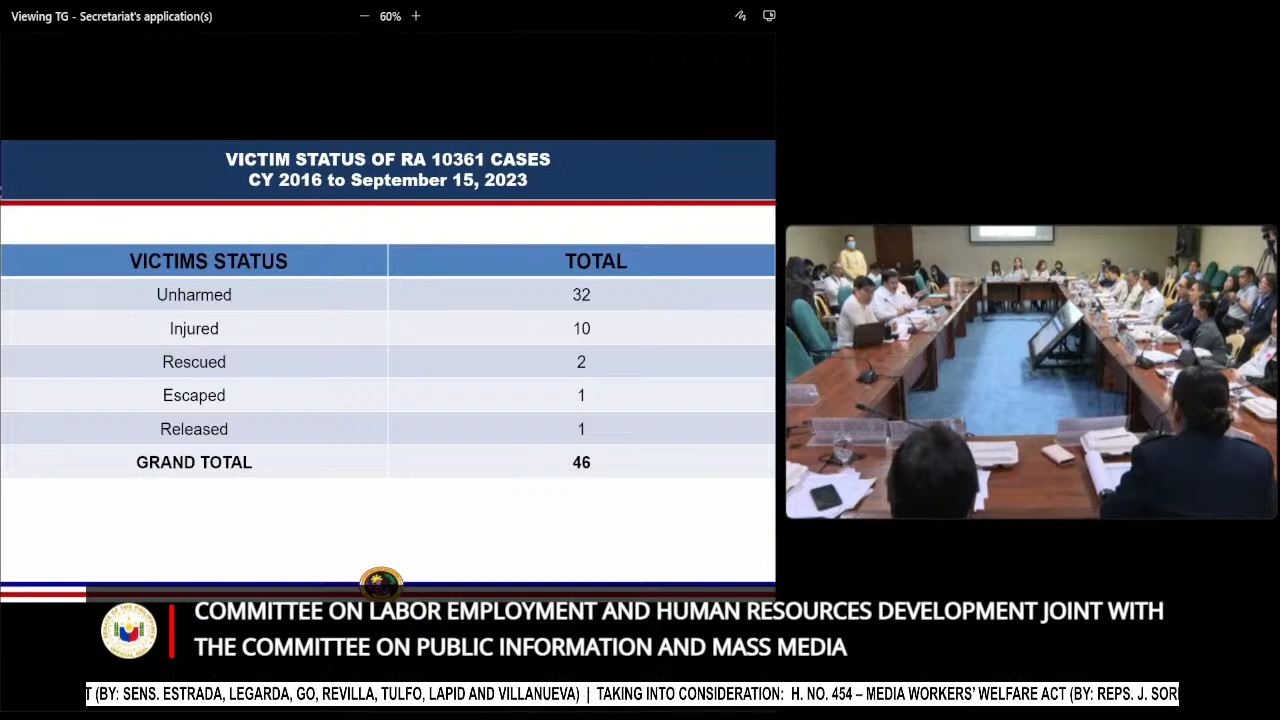 Viewing TG - Secretariat's application(s)
60%
VICTIM STATUS OF RA 10361 CASES
CY 2016 to September 15, 2023
VICTIMS STATUS TOTAL
Unharmed 32
Injured 10
Rescued 2
Escaped 1
Released 1
GRAND TOTAL 46
COMMITTEE ON LABOR EMPLOYMENT AND HUMAN RESOURCES DEVELOPMENT JOINT WITH
THE COMMITTEE ON PUBLIC INFORMATION AND MASS MEDIA
T (BY: SENS. ESTRADA, LEGARDA, GO, REVILLA, TULFO, LAPID AND VILLANUEVA) | TAKING INTO CONSIDERATION: H. NO. 454 – MEDIA WORKERS' WELFARE ACT (BY: REPS. J. SOR